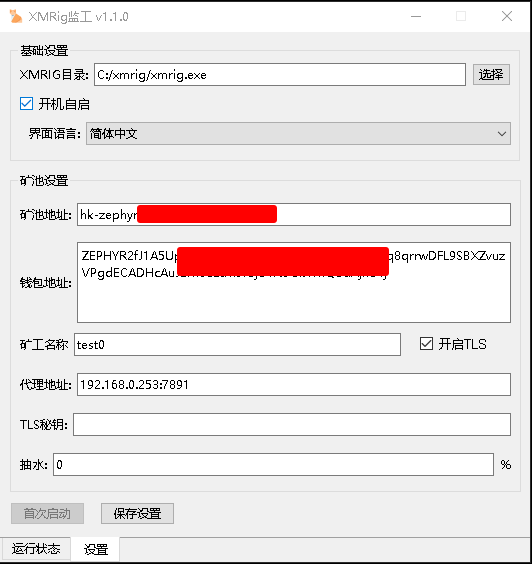 XMRig监工 v1.1.0
基础设置
XMRIG目录: C:/xmrig/xmrig.exe 选择
开机自启
界面语言: 简体中文
矿池设置
矿池地址: hk-zephyr
钱包地址: ZEPHYR2fJ1A5Up q8qrrwDFL9SBXZvuz
VPgdECADHcAu
矿工名称 test0 开启TLS
代理地址: 192.168.0.253:7891
TLS秘钥:
抽水: 0 %
首次启动 保存设置
运行状态 设置